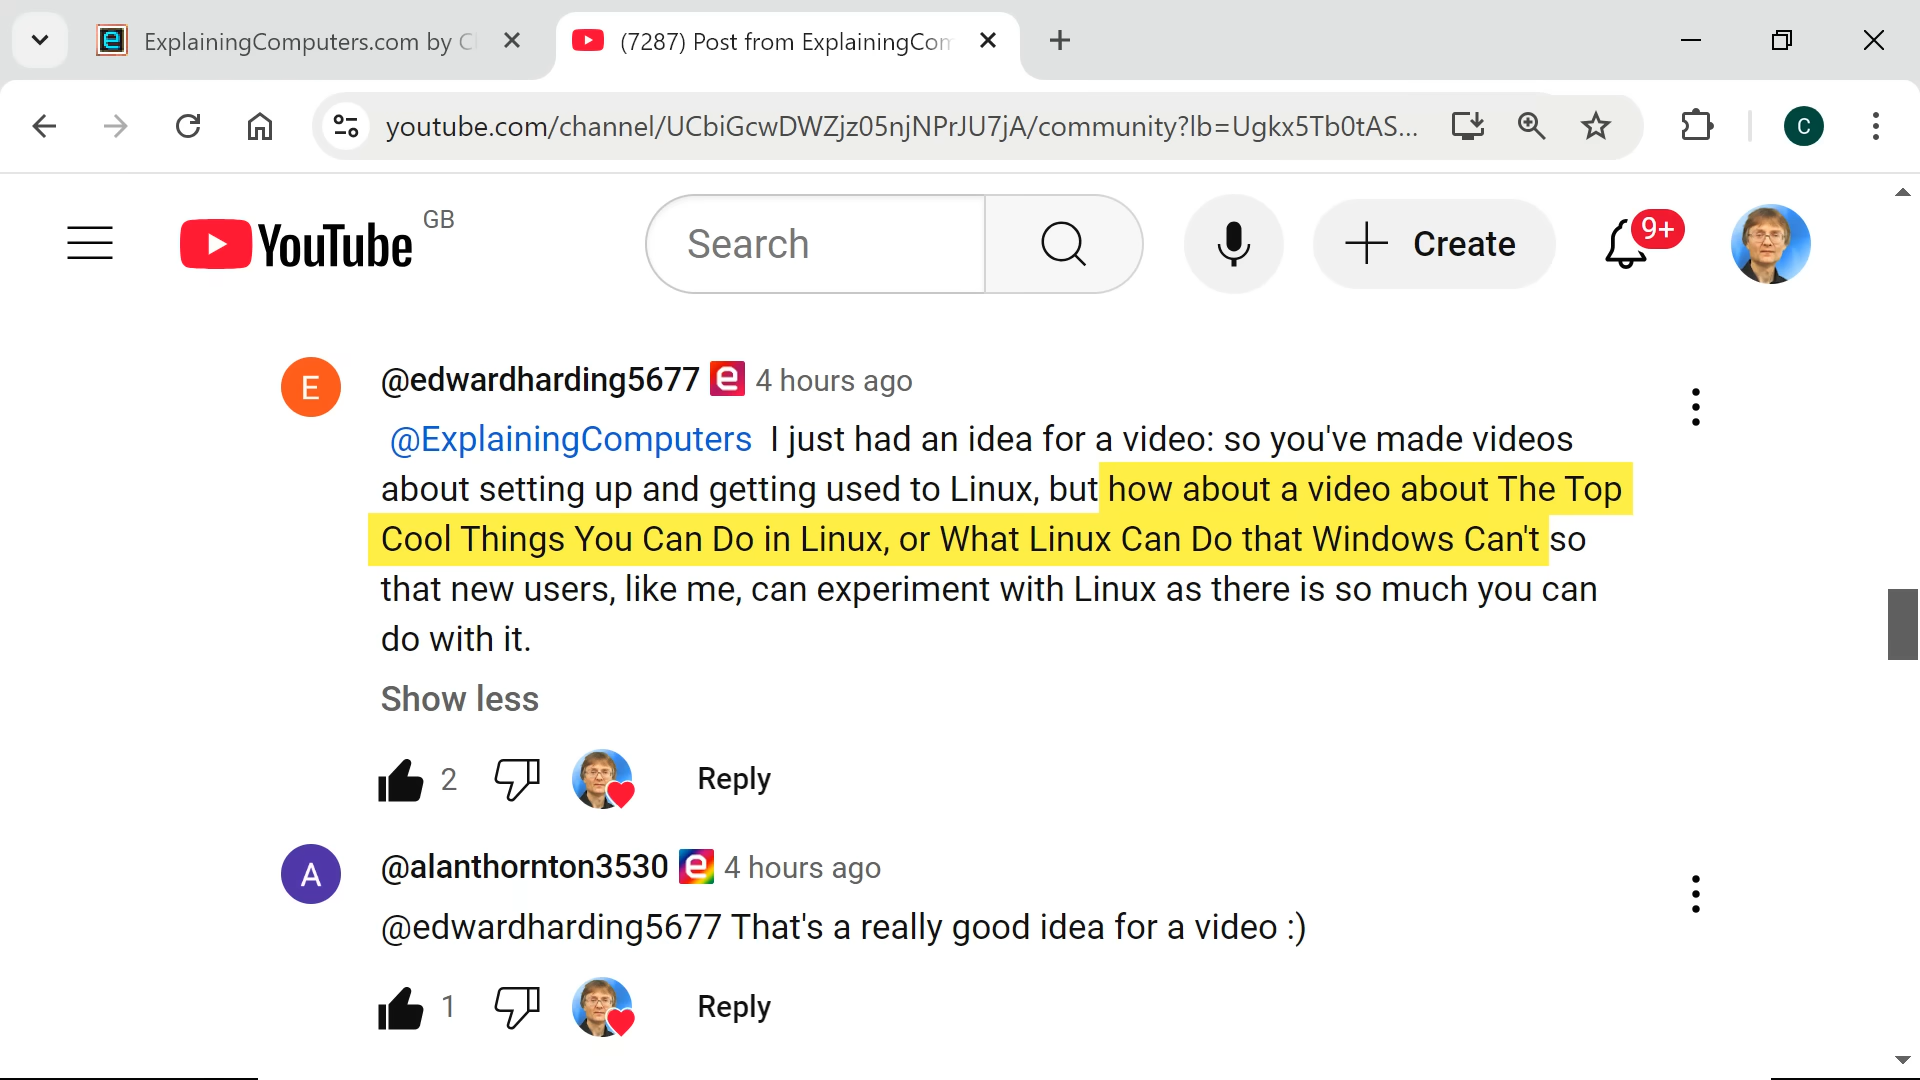 ExplainingComputers.com by C
(7287) Post from ExplainingCom
youtube.com/channel/UCbiGcwDWZjz05njNPrJU7jA/community?lb=Ugkx5Tb0tAS...
C
YouTube GB
Search
Create
9+
E
@edwardharding5677 e 4 hours ago
@ExplainingComputers I just had an idea for a video: so you've made videos
about setting up and getting used to Linux, but how about a video about The Top
Cool Things You Can Do in Linux, or What Linux Can Do that Windows Can't so
that new users, like me, can experiment with Linux as there is so much you can
do with it.
Show less
2
Reply
A
@alanthornton3530 e 4 hours ago
@edwardharding5677 That's a really good idea for a video :)
1
Reply